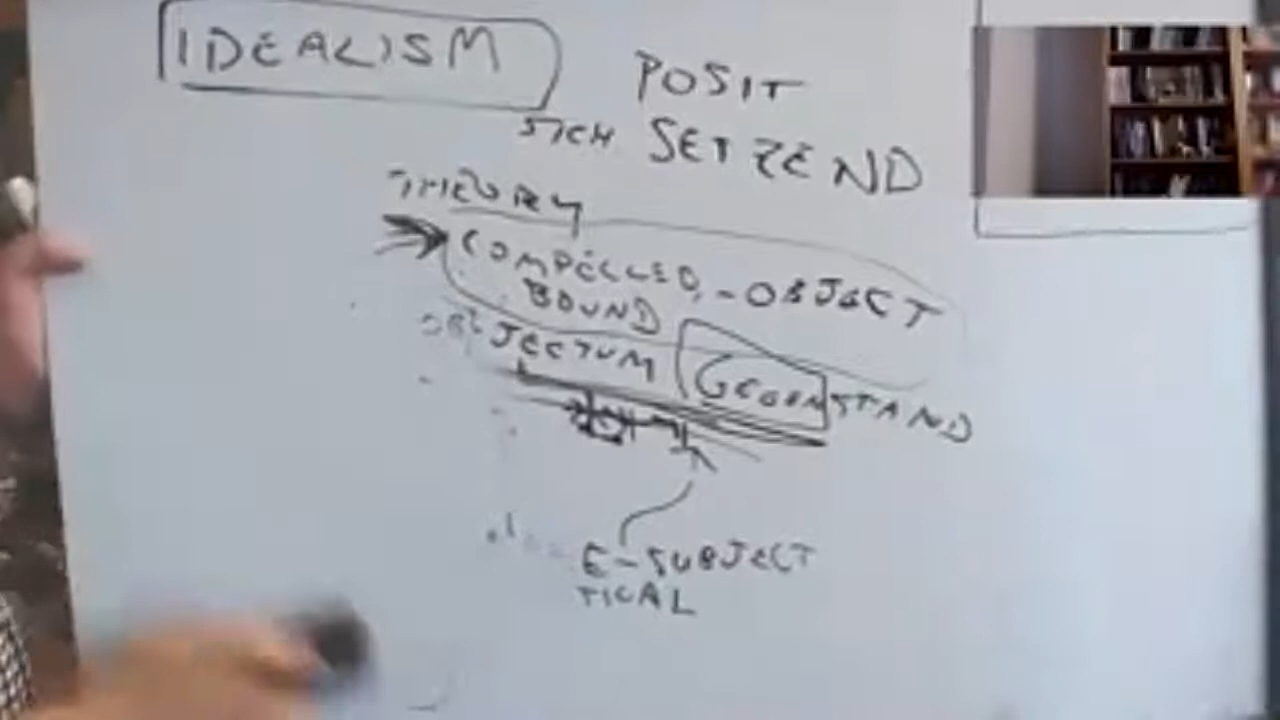 IDEALISM
POSIT
SICH SETZEND
THEORY
COMPELLED - OBJECT
BOUND
OBJECTUM GEGENSTAND
E-SUBJECT
TICAL